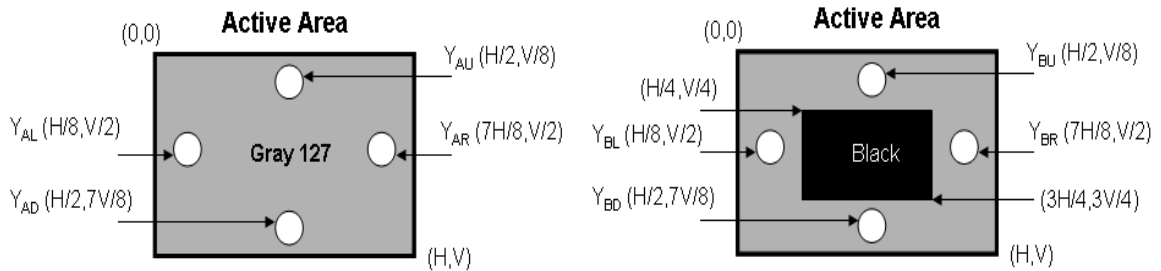 Active Area
(0,0)
Y_AU (H/2,V/8)
Y_AL (H/8,V/2)
Y_AR (7H/8,V/2)
Gray 127
Y_AD (H/2,7V/8)
(H,V)
Active Area
(0,0)
Y_BU (H/2,V/8)
(H/4,V/4)
Y_BL (H/8,V/2)
Y_BR (7H/8,V/2)
Black
Y_BD (H/2,7V/8)
(3H/4,3V/4)
(H,V)